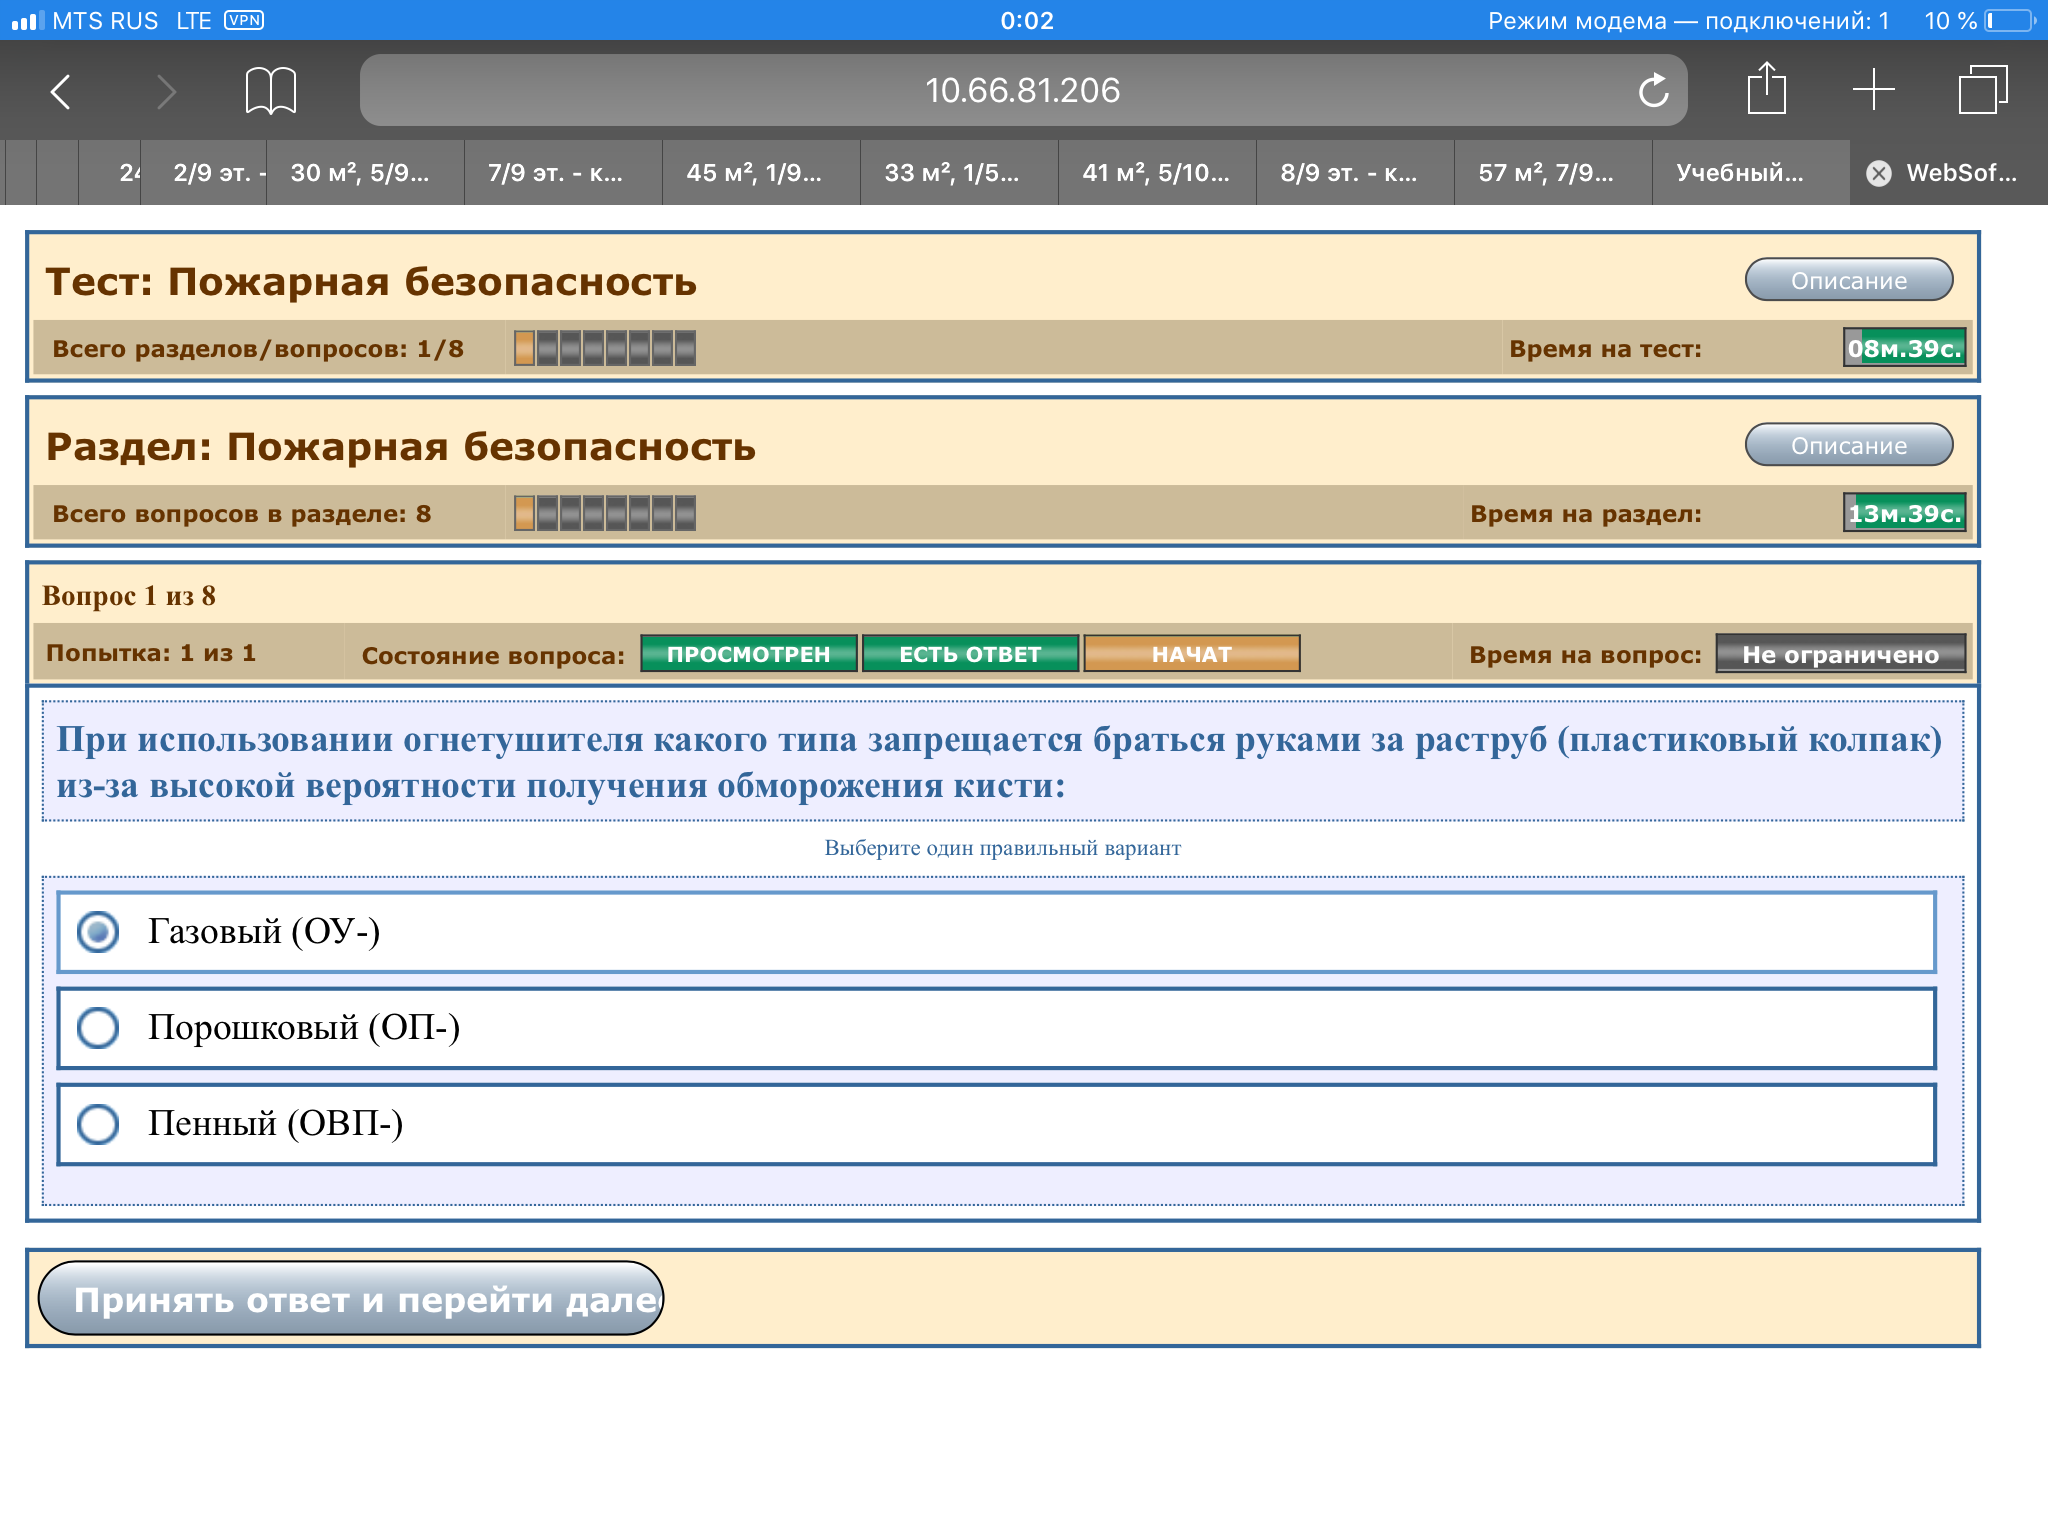 MTS RUS LTE VPN 0:02 Режим модема — подключений: 1 10 %
10.66.81.206
2/9 эт. - 30 м², 5/9... 7/9 эт. - к... 45 м², 1/9... 33 м², 1/5... 41 м², 5/10... 8/9 эт. - к... 57 м², 7/9... Учебный... WebSof...
Тест: Пожарная безопасность Описание
Всего разделов/вопросов: 1/8 Время на тест: 08м.39с.
Раздел: Пожарная безопасность Описание
Всего вопросов в разделе: 8 Время на раздел: 13м.39с.
Вопрос 1 из 8
Попытка: 1 из 1 Состояние вопроса: ПРОСМОТРЕН ЕСТЬ ОТВЕТ НАЧАТ Время на вопрос: Не ограничено
При использовании огнетушителя какого типа запрещается браться руками за раструб (пластиковый колпак)
из-за высокой вероятности получения обморожения кисти:
Выберите один правильный вариант
Газовый (ОУ-)
Порошковый (ОП-)
Пенный (ОВП-)
Принять ответ и перейти дале